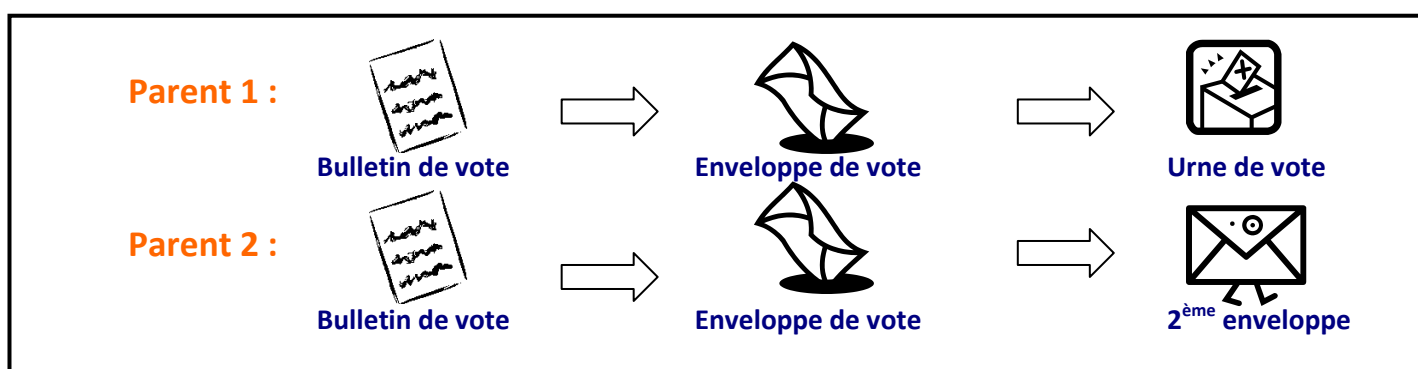 Parent 1 :
Bulletin de vote
Enveloppe de vote
Urne de vote
Parent 2 :
Bulletin de vote
Enveloppe de vote
2ème enveloppe